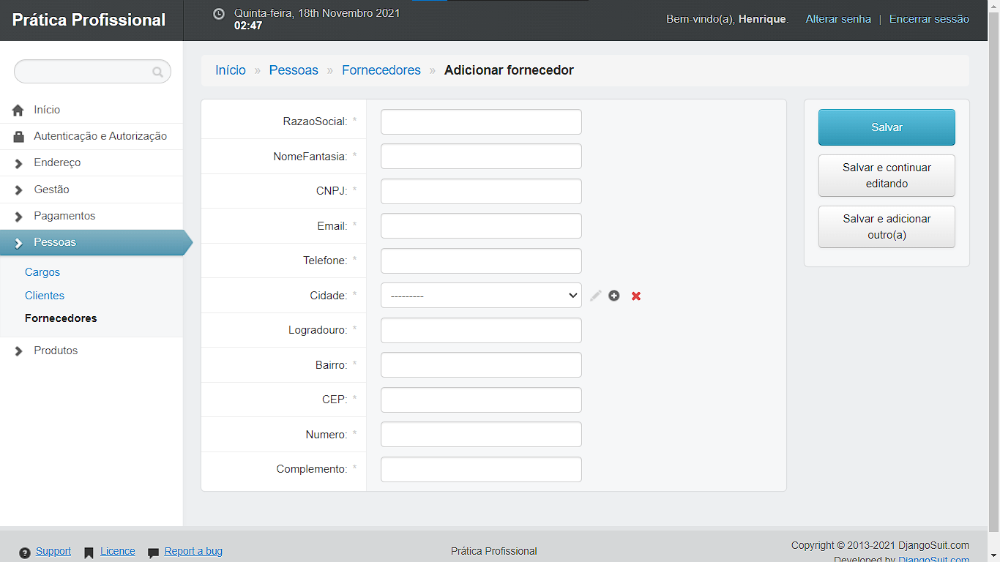 Prática Profissional
Quinta-feira, 18th Novembro 2021
02:47
Bem-vindo(a), Henrique. Alterar senha | Encerrar sessão
Início
Autenticação e Autorização
Endereço
Gestão
Pagamentos
Pessoas
Cargos
Clientes
Fornecedores
Produtos
Início » Pessoas » Fornecedores » Adicionar fornecedor
RazaoSocial: *
NomeFantasia: *
CNPJ: *
Email: *
Telefone: *
Cidade: * ---------
Logradouro: *
Bairro: *
CEP: *
Numero: *
Complemento: *
Salvar
Salvar e continuar
editando
Salvar e adicionar
outro(a)
Support Licence Report a bug
Prática Profissional
Copyright © 2013-2021 DjangoSuit.com
Developed by DjangoSuit.com